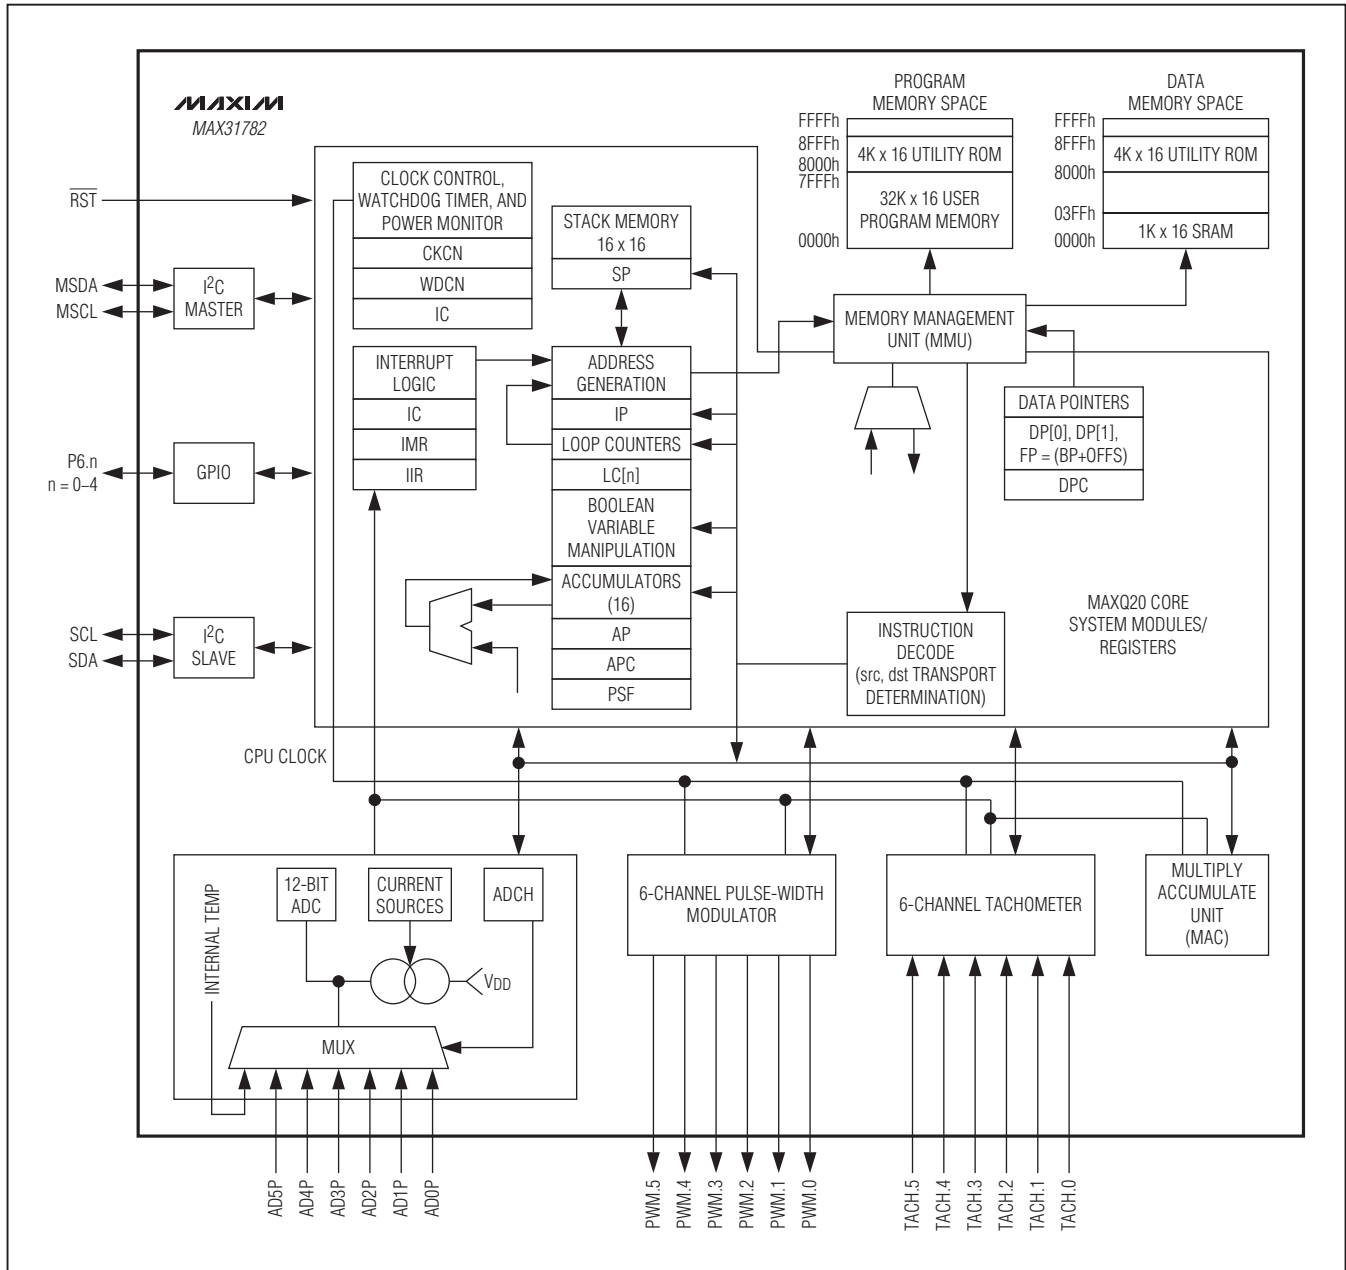 MAXIM
MAX31782
PROGRAM
MEMORY SPACE
FFFFh
8FFFh
8000h
7FFFh
0000h
4K x 16 UTILITY ROM
32K x 16 USER
PROGRAM MEMORY
DATA
MEMORY SPACE
FFFFh
8FFFh
8000h
03FFh
0000h
4K x 16 UTILITY ROM
1K x 16 SRAM
RST
MSDA
MSCL
I2C
MASTER
P6.n
n = 0–4
GPIO
SCL
SDA
I2C
SLAVE
CLOCK CONTROL,
WATCHDOG TIMER, AND
POWER MONITOR
CKCN
WDCN
IC
INTERRUPT
LOGIC
IC
IMR
IIR
STACK MEMORY
16 x 16
SP
ADDRESS
GENERATION
IP
LOOP COUNTERS
LC[n]
BOOLEAN
VARIABLE
MANIPULATION
ACCUMULATORS
(16)
AP
APC
PSF
MEMORY MANAGEMENT
UNIT (MMU)
DATA POINTERS
DP[0], DP[1],
FP = (BP+OFFS)
DPC
INSTRUCTION
DECODE
(src, dst TRANSPORT
DETERMINATION)
MAXQ20 CORE
SYSTEM MODULES/
REGISTERS
CPU CLOCK
INTERNAL TEMP
12-BIT
ADC
CURRENT
SOURCES
ADCH
VDD
MUX
6-CHANNEL PULSE-WIDTH
MODULATOR
6-CHANNEL TACHOMETER
MULTIPLY
ACCUMULATE
UNIT
(MAC)
AD5P
AD4P
AD3P
AD2P
AD1P
AD0P
PWM.5
PWM.4
PWM.3
PWM.2
PWM.1
PWM.0
TACH.5
TACH.4
TACH.3
TACH.2
TACH.1
TACH.0